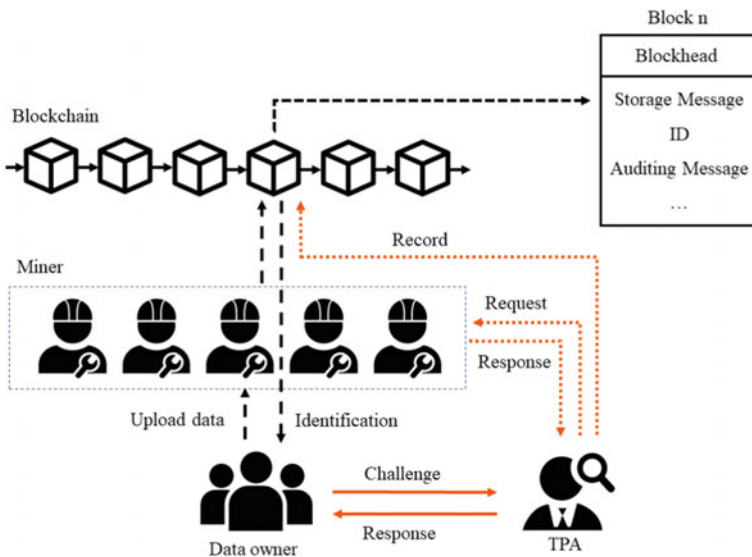 Block n
Blockhead
Storage Message
ID
Auditing Message
...
Blockchain
Record
Miner
Request
Response
Upload data
Identification
Challenge
Response
Data owner
TPA